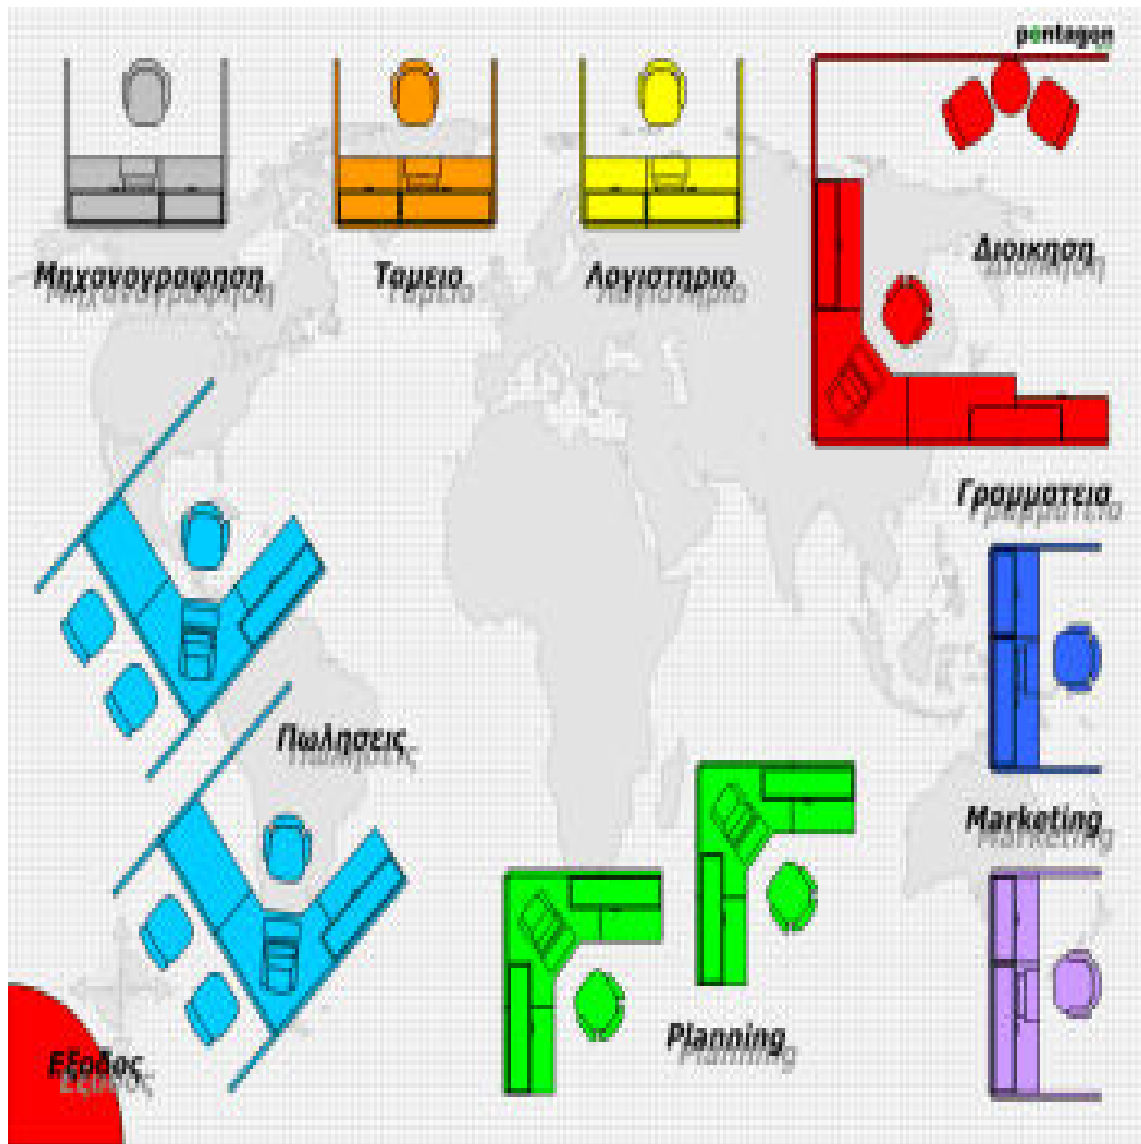 pentagon
Μηχανογραφηση
Ταμειο
Λογιστηριο
Διοικηση
Γραμματεια
Πωλησεις
Marketing
Planning
Εξοδος